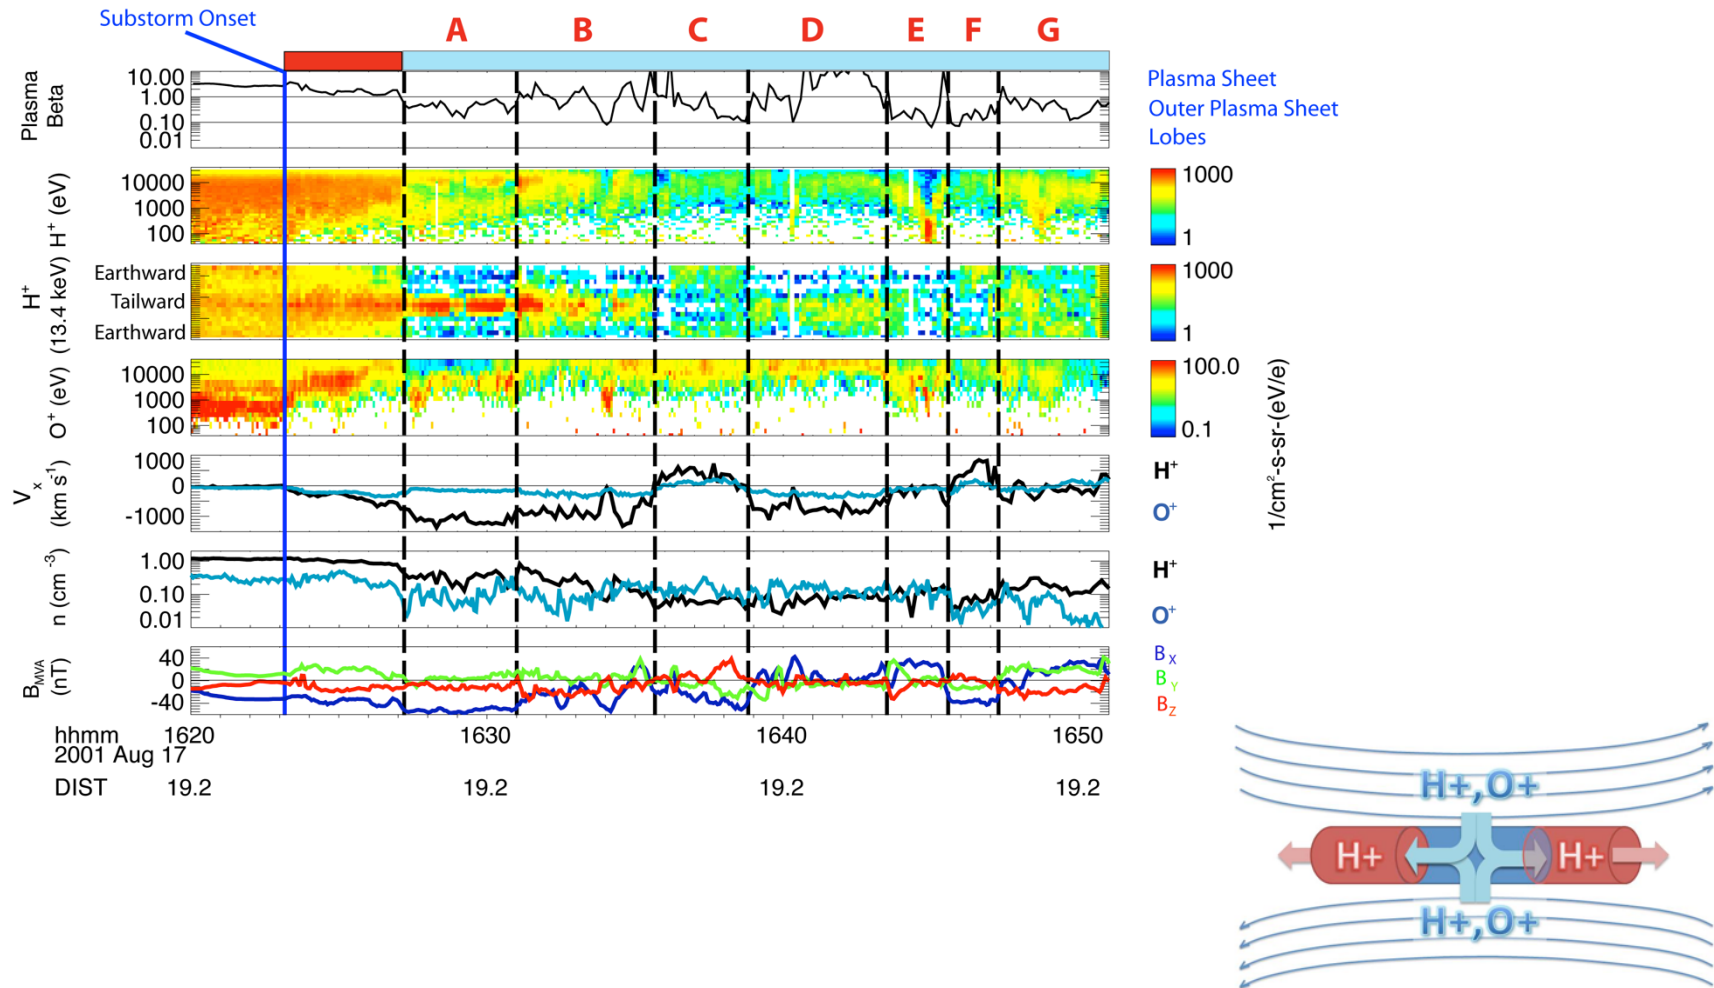 Substorm Onset
A B C D E F G
Plasma
Beta
10.00
1.00
0.10
0.01
Plasma Sheet
Outer Plasma Sheet
Lobes
H+ (eV)
10000
1000
100
1000
1
H+
(13.4 keV)
Earthward
Tailward
Earthward
1000
1
O+ (eV)
10000
1000
100
100.0
0.1
1/cm²-s-sr-(eV/e)
Vx
(km s-1)
1000
0
-1000
H+
O+
n (cm-3)
1.00
0.10
0.01
H+
O+
BMVA
(nT)
40
0
-40
BX
BY
BZ
hhmm 1620 1630 1640 1650
2001 Aug 17
DIST 19.2 19.2 19.2 19.2
H+,O+
H+ H+
H+,O+